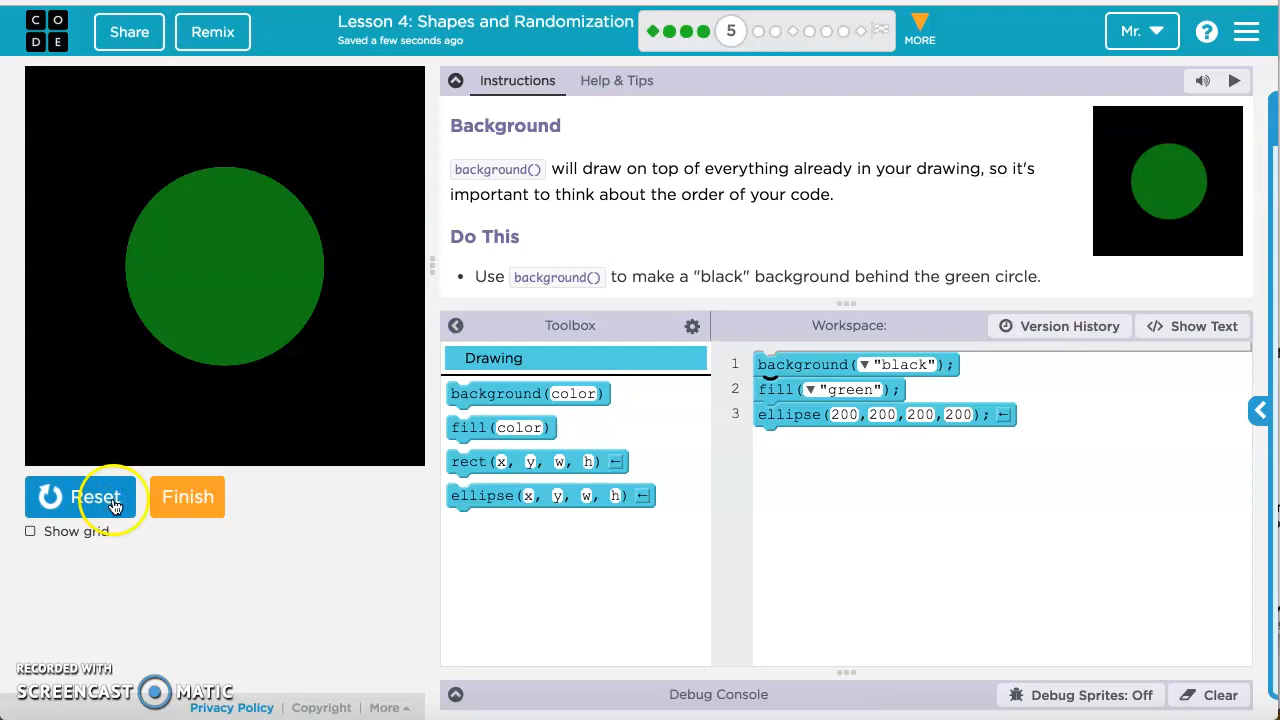 CO
DE
Share
Remix
Lesson 4: Shapes and Randomization
Saved a few seconds ago
5
MORE
Mr.
?
Instructions
Help & Tips
Background
background() will draw on top of everything already in your drawing, so it's
important to think about the order of your code.
Do This
• Use background() to make a "black" background behind the green circle.
Toolbox
Workspace:
Version History
</> Show Text
Drawing
background(color)
fill(color)
rect(x, y, w, h)
ellipse(x, y, w, h)
1 background("black");
2 fill("green");
3 ellipse(200,200,200,200);
Reset
Finish
Show grid
RECORDED WITH
SCREENCAST MATIC
Privacy Policy | Copyright | More
Debug Console
Debug Sprites: Off
Clear